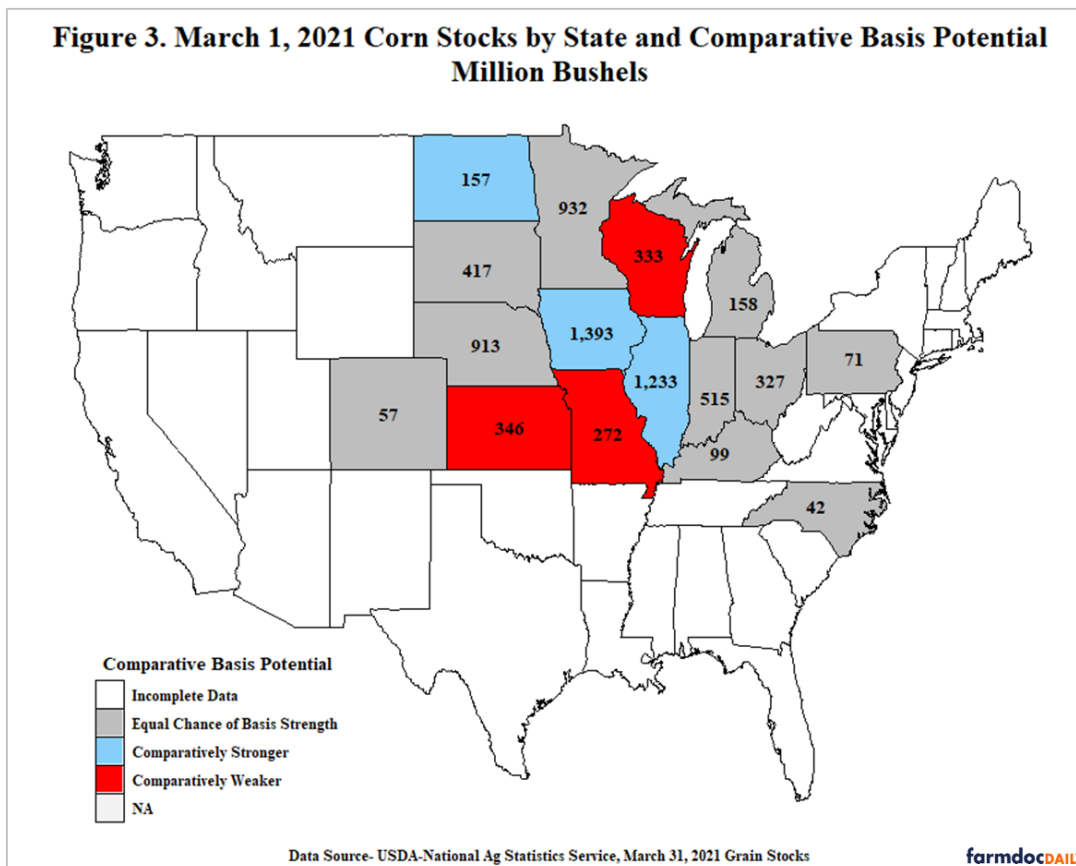 Figure 3. March 1, 2021 Corn Stocks by State and Comparative Basis Potential
Million Bushels
157
932
333
417
158
1,393
913
1,233
71
327
515
57
346
272
99
42
Comparative Basis Potential
Incomplete Data
Equal Chance of Basis Strength
Comparatively Stronger
Comparatively Weaker
NA
Data Source- USDA-National Ag Statistics Service, March 31, 2021 Grain Stocks
farmdocDAIL